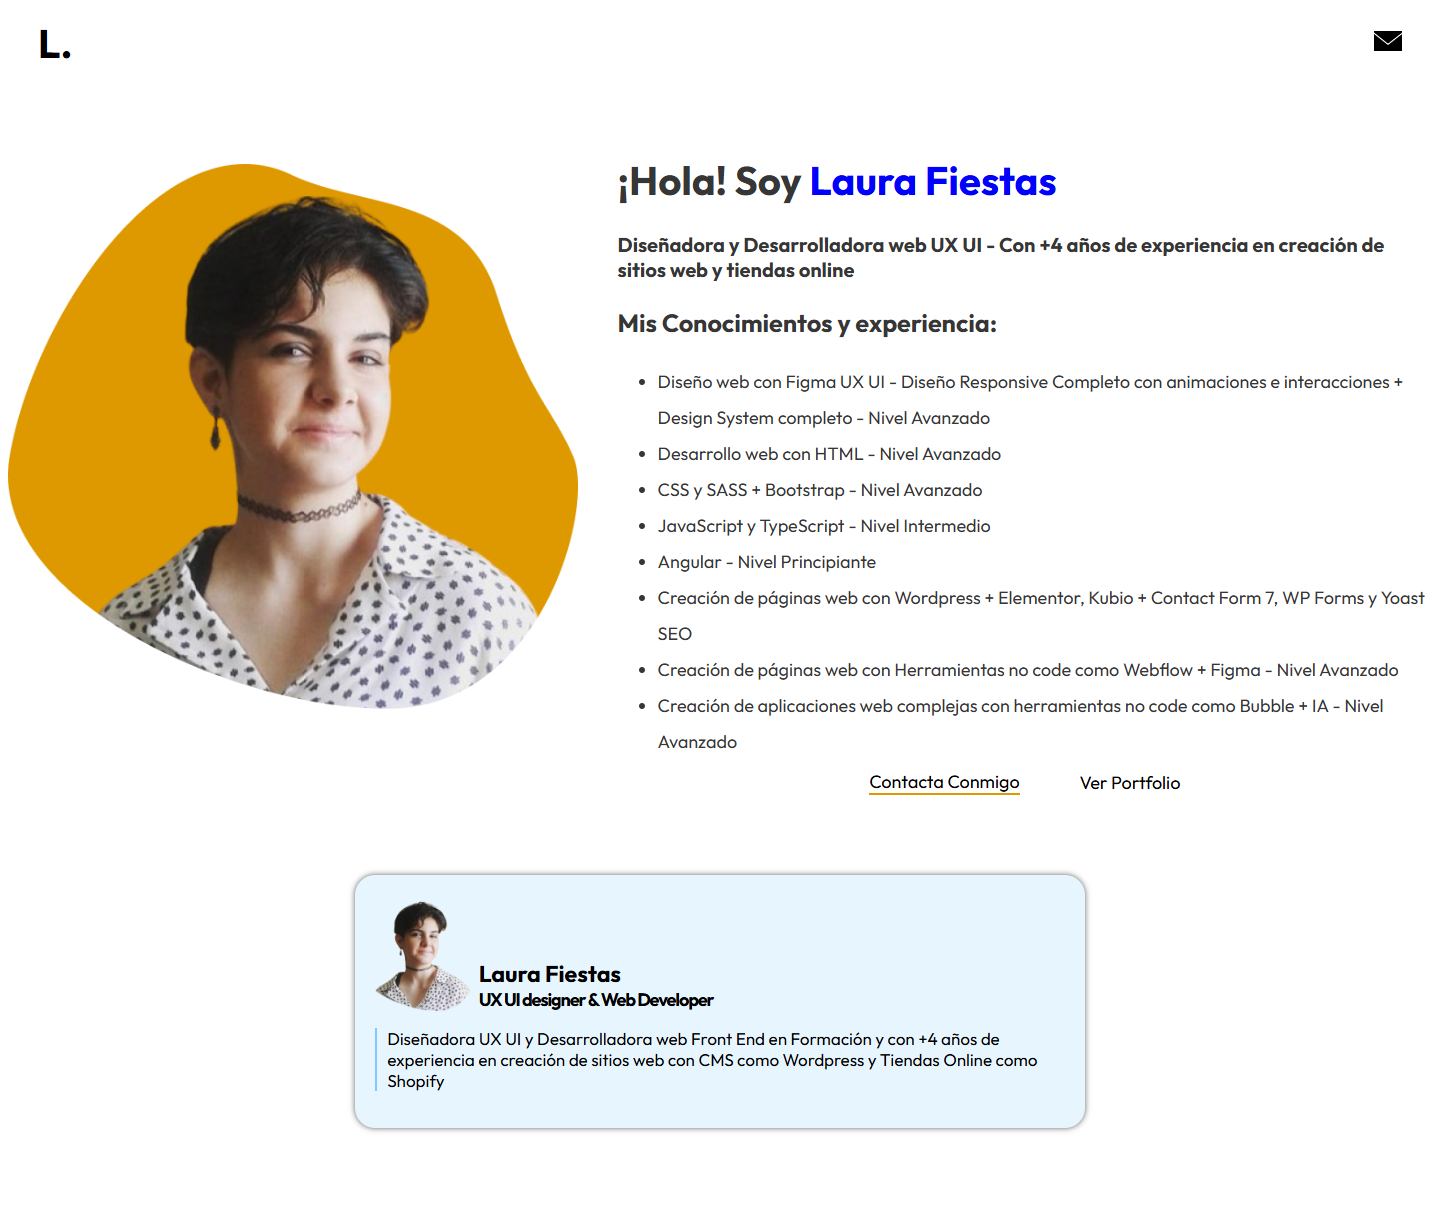 L.
¡Hola! Soy Laura Fiestas
Diseñadora y Desarrolladora web UX UI - Con +4 años de experiencia en creación de
sitios web y tiendas online
Mis Conocimientos y experiencia:
• Diseño web con Figma UX UI - Diseño Responsive Completo con animaciones e interacciones +
Design System completo - Nivel Avanzado
• Desarrollo web con HTML - Nivel Avanzado
• CSS y SASS + Bootstrap - Nivel Avanzado
• JavaScript y TypeScript - Nivel Intermedio
• Angular - Nivel Principiante
• Creación de páginas web con Wordpress + Elementor, Kubio + Contact Form 7, WP Forms y Yoast
SEO
• Creación de páginas web con Herramientas no code como Webflow + Figma - Nivel Avanzado
• Creación de aplicaciones web complejas con herramientas no code como Bubble + IA - Nivel
Avanzado
Contacta Conmigo Ver Portfolio
Laura Fiestas
UX UI designer & Web Developer
Diseñadora UX UI y Desarrolladora web Front End en Formación y con +4 años de
experiencia en creación de sitios web con CMS como Wordpress y Tiendas Online como
Shopify